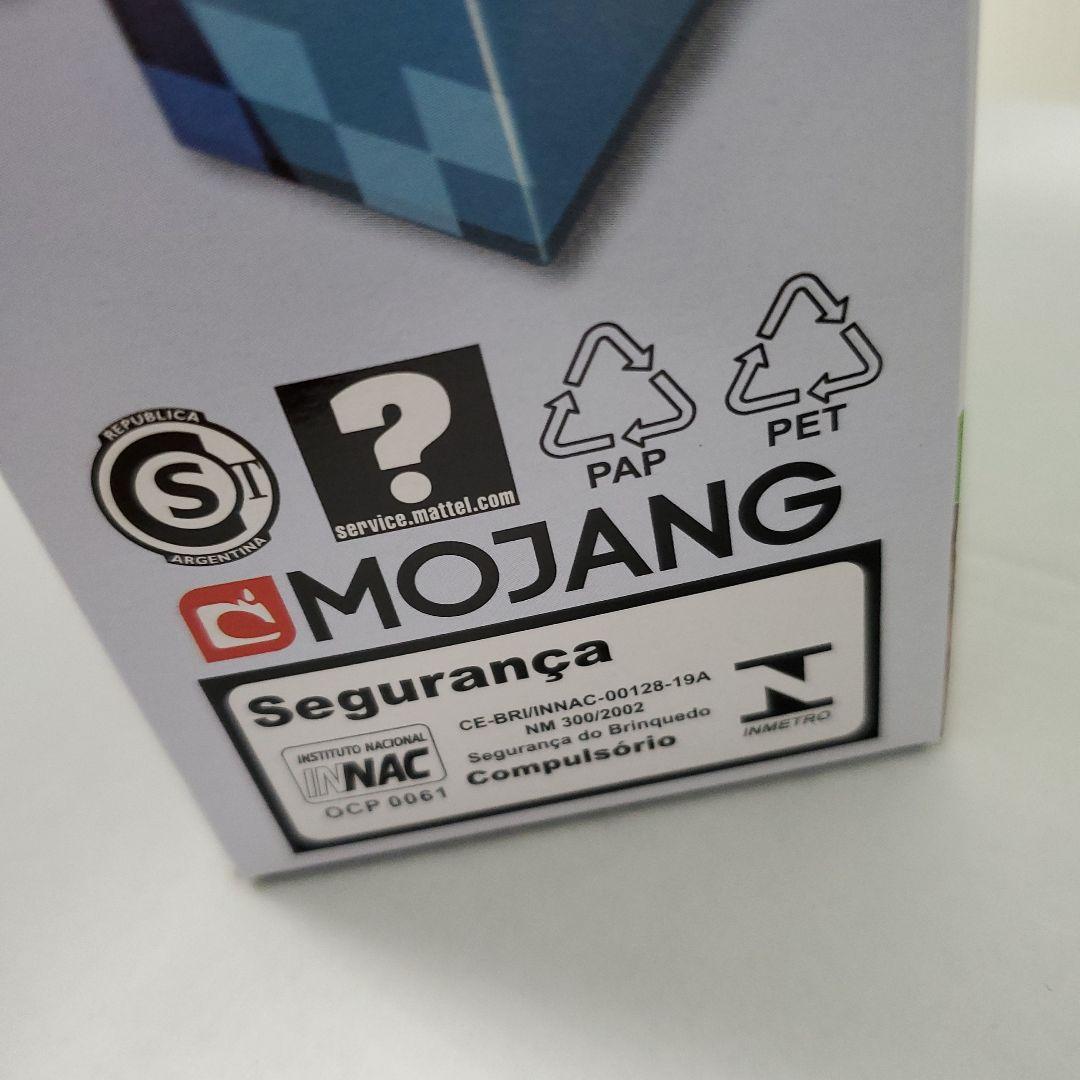 REPUBLICA
S T
ARGENTINA
?
service.mattel.com
PAP
PET
MOJANG
Segurança
CE-BRI/INNAC-00128-19A
NM 300/2002
Segurança do Brinquedo
Compulsório
INSTITUTO NACIONAL
INNAC
OCP 0061
INMETRO